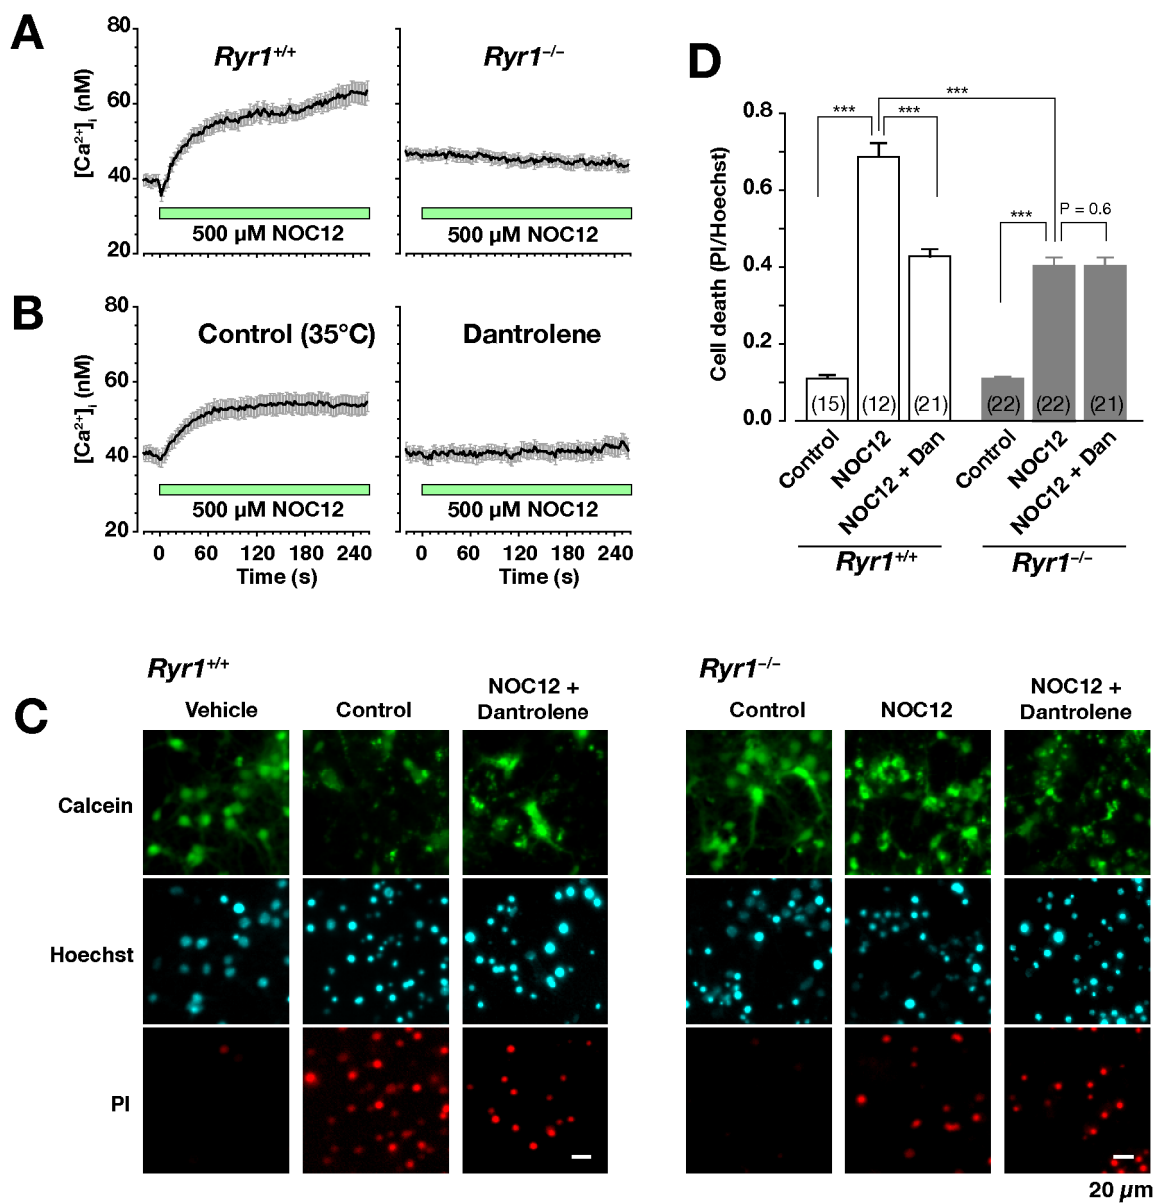 A
80
60
40
20
[Ca²⁺]ᵢ (nM)
Ryr1⁺/⁺
500 µM NOC12
Ryr1⁻/⁻
500 µM NOC12
B
80
60
40
20
[Ca²⁺]ᵢ (nM)
Control (35°C)
500 µM NOC12
0 60 120 180 240
Time (s)
Dantrolene
500 µM NOC12
0 60 120 180 240
Time (s)
D
0.8
0.6
0.4
0.2
0.0
Cell death (PI/Hoechst)
***
*** ***
***
P = 0.6
(15) (12) (21) (22) (22) (21)
Control
NOC12
NOC12 + Dan
Control
NOC12
NOC12 + Dan
Ryr1⁺/⁺ Ryr1⁻/⁻
C
Ryr1⁺/⁺
Vehicle
Control
NOC12 +
Dantrolene
Ryr1⁻/⁻
Control
NOC12
NOC12 +
Dantrolene
Calcein
Hoechst
PI
20 µm